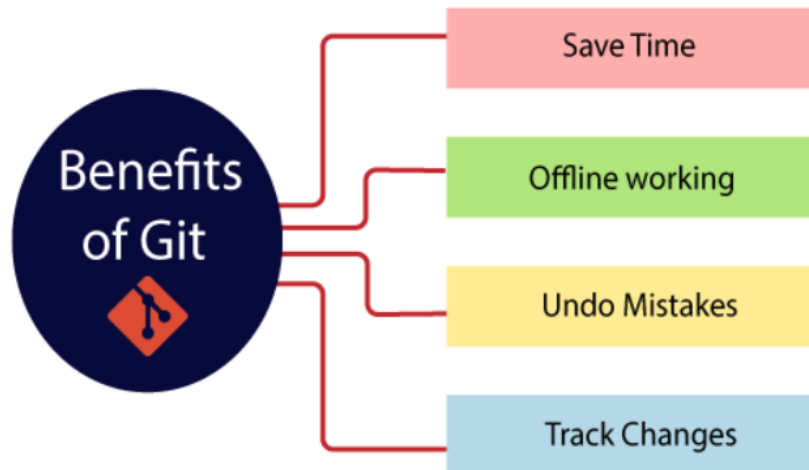 Benefits
of Git
Save Time
Offline working
Undo Mistakes
Track Changes